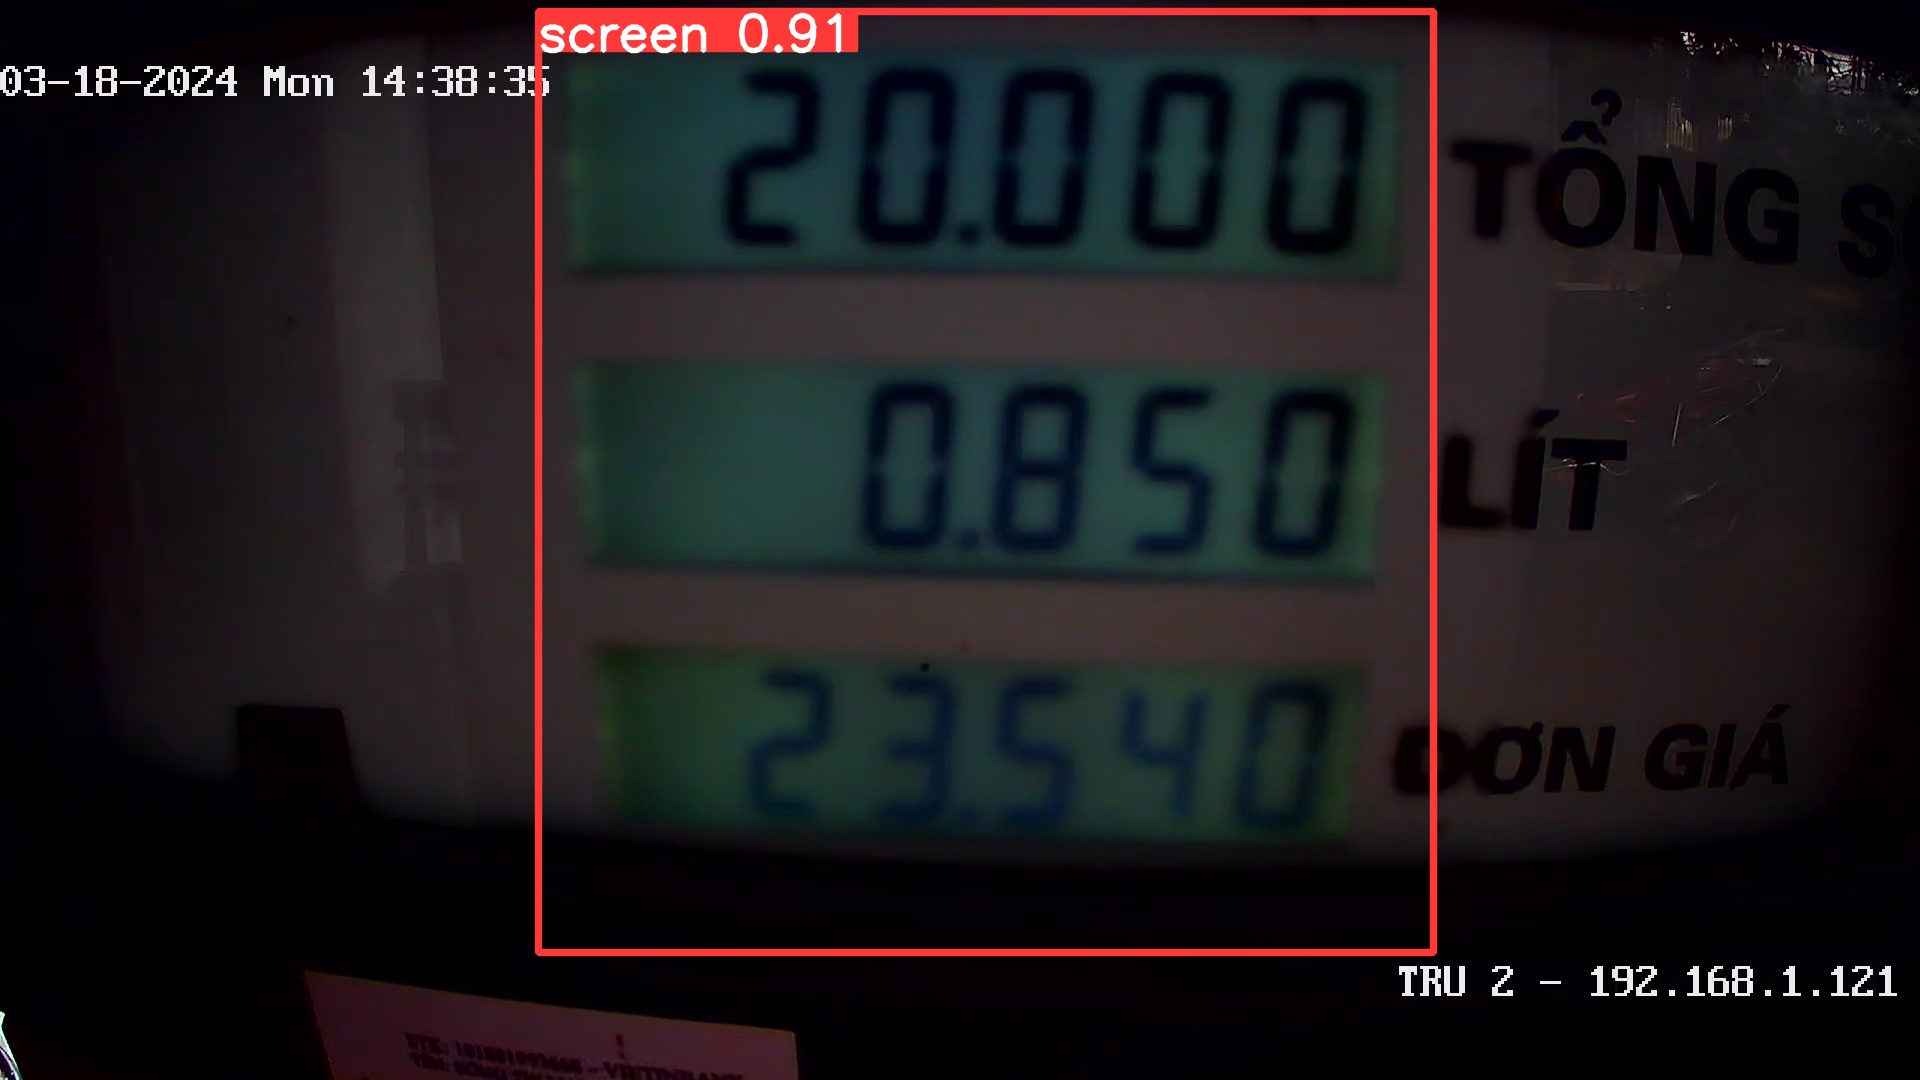 screen 0.91
03-18-2024 Mon 14:38:35
20.000 TỔNG S
0.850 LÍT
23.540 ĐƠN GIÁ
TRU 2 - 192.168.1.121
VIETINBANK